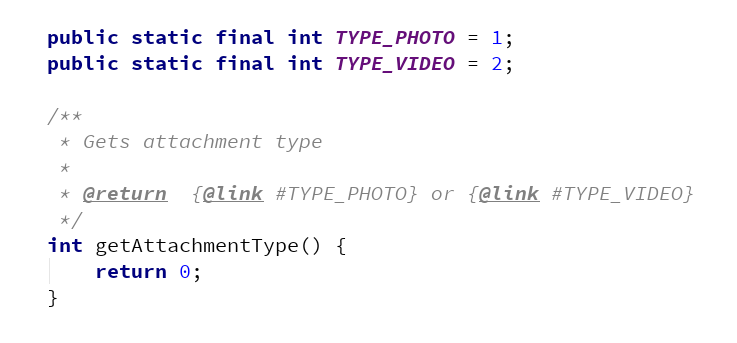 public static final int TYPE_PHOTO = 1;
public static final int TYPE_VIDEO = 2;

/**
 * Gets attachment type
 *
 * @return  {@link #TYPE_PHOTO} or {@link #TYPE_VIDEO}
 */
int getAttachmentType() {
    return 0;
}